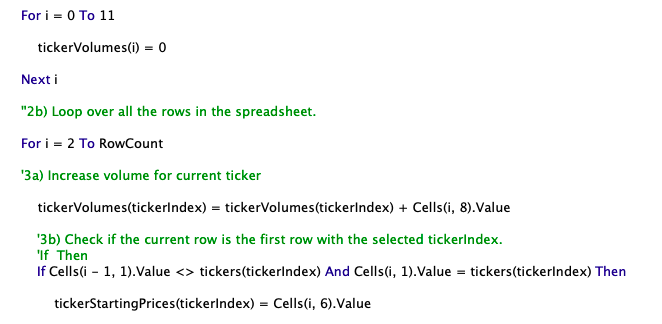 For i = 0 To 11
tickerVolumes(i) = 0
Next i
"2b) Loop over all the rows in the spreadsheet.
For i = 2 To RowCount
'3a) Increase volume for current ticker
tickerVolumes(tickerIndex) = tickerVolumes(tickerIndex) + Cells(i, 8).Value
'3b) Check if the current row is the first row with the selected tickerIndex.
'If  Then
If Cells(i - 1, 1).Value <> tickers(tickerIndex) And Cells(i, 1).Value = tickers(tickerIndex) Then
tickerStartingPrices(tickerIndex) = Cells(i, 6).Value